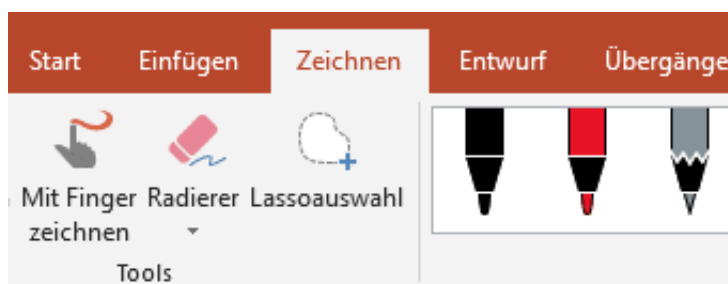 Start Einfügen Zeichnen Entwurf Übergänge
Mit Finger zeichnen Radierer Lassoauswahl
Tools